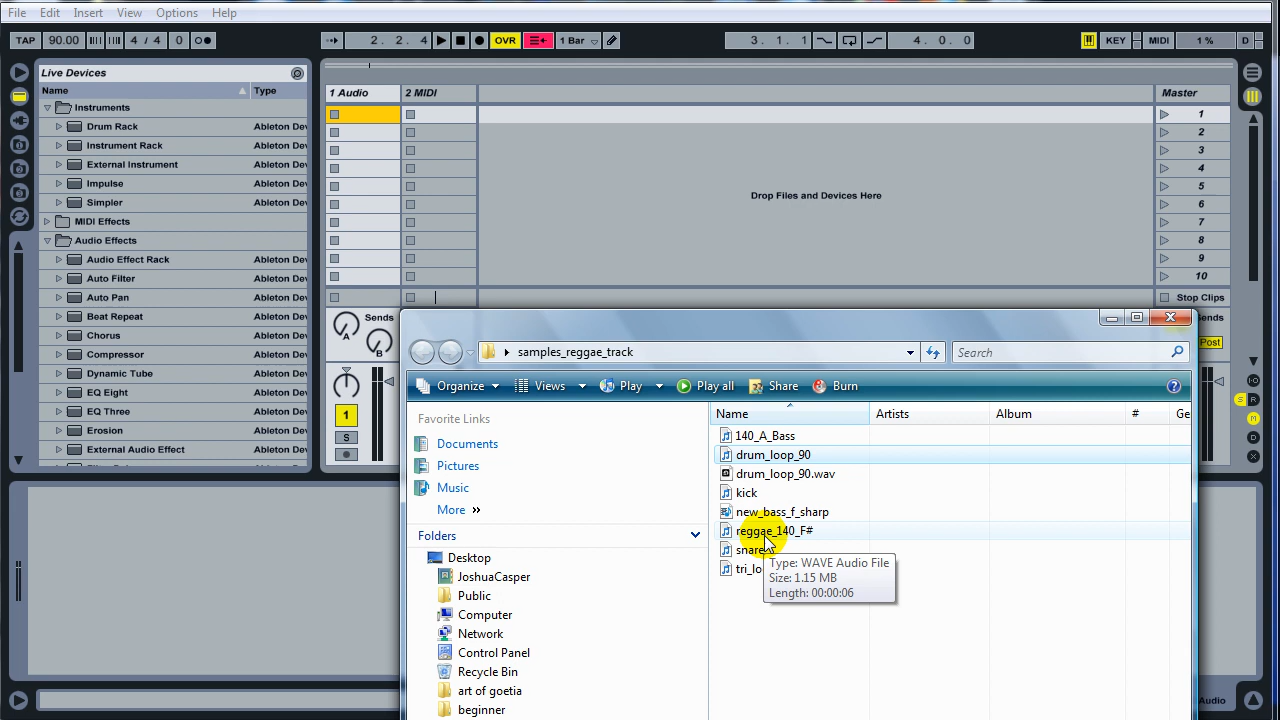 File Edit Insert View Options Help
TAP 90.00 4 / 4 0 2. 2. 4 OVR 1 Bar 3. 1. 1 4. 0. 0 KEY MIDI 1 % D
Live Devices
Name Type
Instruments
Drum Rack Ableton Dev
Instrument Rack Ableton Dev
External Instrument Ableton Dev
Impulse Ableton Dev
Simpler Ableton Dev
MIDI Effects
Audio Effects
Audio Effect Rack Ableton Dev
Auto Filter Ableton Dev
Auto Pan Ableton Dev
Beat Repeat Ableton Dev
Chorus Ableton Dev
Compressor Ableton Dev
Dynamic Tube Ableton Dev
EQ Eight Ableton Dev
EQ Three Ableton Dev
Erosion Ableton Dev
External Audio Effect Ableton Dev
1 Audio 2 MIDI Master
1
2
3
4
5
6
7
8
9
10
Drop Files and Devices Here
Stop Clips
Sends
A
B
1
S
ends
Post
S R
M
D
X
samples_reggae_track
Search
Organize Views Play Play all Share Burn
Favorite Links
Documents
Pictures
Music
More »
Folders
Desktop
JoshuaCasper
Public
Computer
Network
Control Panel
Recycle Bin
art of goetia
beginner
Name Artists Album # Ge
140_A_Bass
drum_loop_90
drum_loop_90.wav
kick
new_bass_f_sharp
reggae_140_F#
snare
tri_lo
Type: WAVE Audio File
Size: 1.15 MB
Length: 00:00:06
Audio